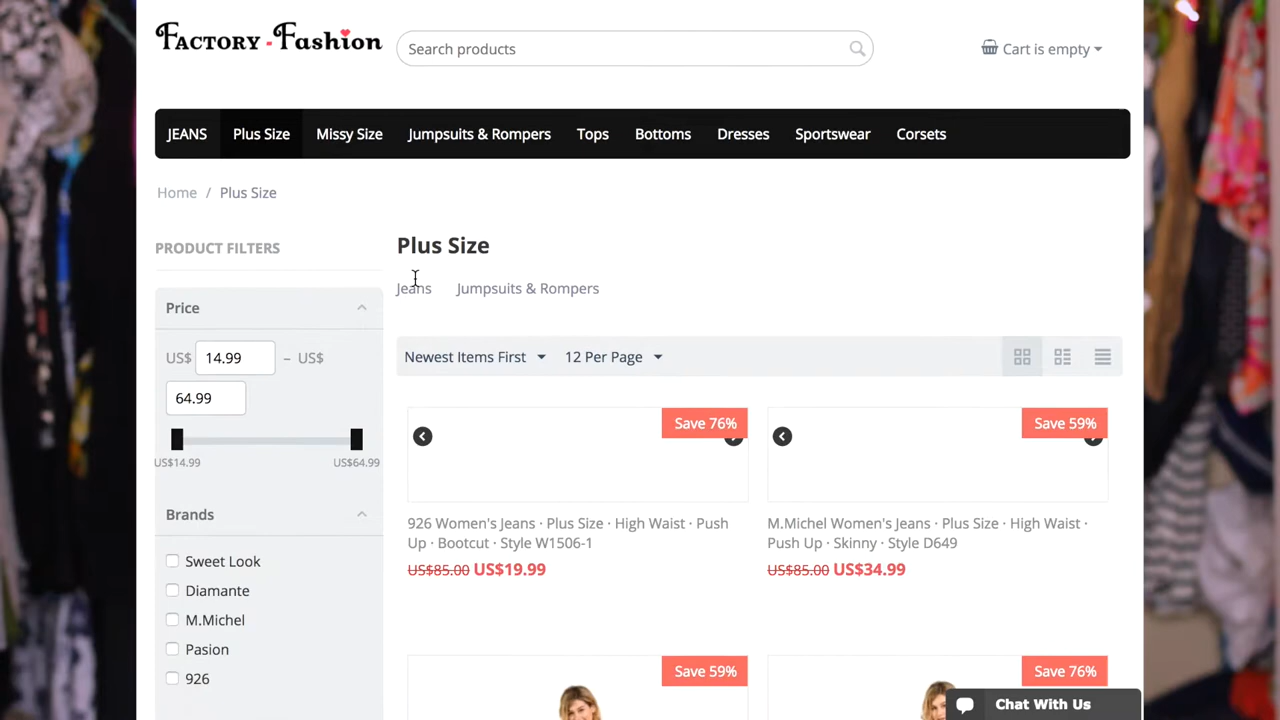 Factory-Fashion
Search products
Cart is empty
JEANS Plus Size Missy Size Jumpsuits & Rompers Tops Bottoms Dresses Sportswear Corsets
Home / Plus Size
PRODUCT FILTERS
Price
US$ 14.99 – US$
64.99
US$14.99 US$64.99
Brands
Sweet Look
Diamante
M.Michel
Pasion
926
Plus Size
Jeans Jumpsuits & Rompers
Newest Items First 12 Per Page
Save 76%
926 Women's Jeans · Plus Size · High Waist · Push
Up · Bootcut · Style W1506-1
US$85.00 US$19.99
Save 59%
M.Michel Women's Jeans · Plus Size · High Waist ·
Push Up · Skinny · Style D649
US$85.00 US$34.99
Save 59%
Save 76%
Chat With Us